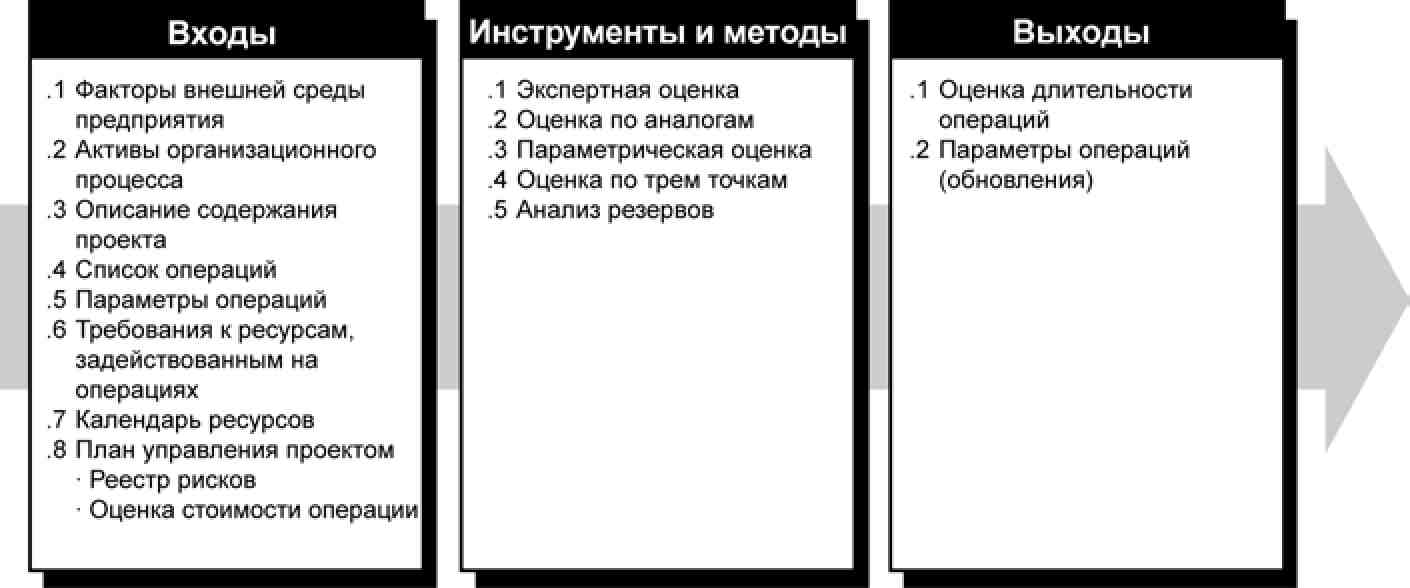 Входы
.1 Факторы внешней среды
предприятия
.2 Активы организационного
процесса
.3 Описание содержания
проекта
.4 Список операций
.5 Параметры операций
.6 Требования к ресурсам,
задействованным на
операциях
.7 Календарь ресурсов
.8 План управления проектом
· Реестр рисков
· Оценка стоимости операции
Инструменты и методы
.1 Экспертная оценка
.2 Оценка по аналогам
.3 Параметрическая оценка
.4 Оценка по трем точкам
.5 Анализ резервов
Выходы
.1 Оценка длительности
операций
.2 Параметры операций
(обновления)